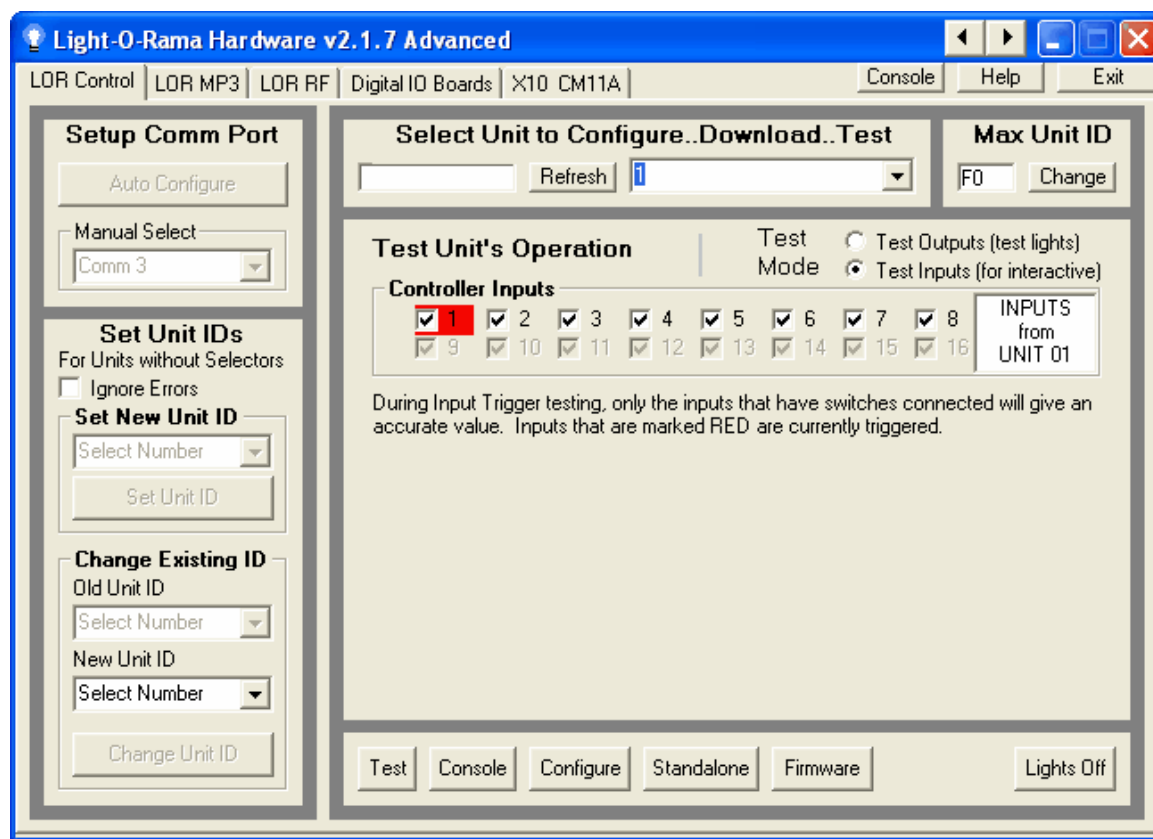 Light-O-Rama Hardware v2.1.7 Advanced
LOR Control LOR MP3 LOR RF Digital IO Boards X10 CM11A Console Help Exit
Setup Comm Port
Auto Configure
Manual Select
Comm 3
Set Unit IDs
For Units without Selectors
Ignore Errors
Set New Unit ID
Select Number
Set Unit ID
Change Existing ID
Old Unit ID
Select Number
New Unit ID
Select Number
Change Unit ID
Select Unit to Configure..Download..Test
Refresh 1
Max Unit ID
F0 Change
Test Unit's Operation
Test Mode
Test Outputs (test lights)
Test Inputs (for interactive)
Controller Inputs
1 2 3 4 5 6 7 8
9 10 11 12 13 14 15 16
INPUTS
from
UNIT 01
During Input Trigger testing, only the inputs that have switches connected will give an
accurate value. Inputs that are marked RED are currently triggered.
Test Console Configure Standalone Firmware Lights Off